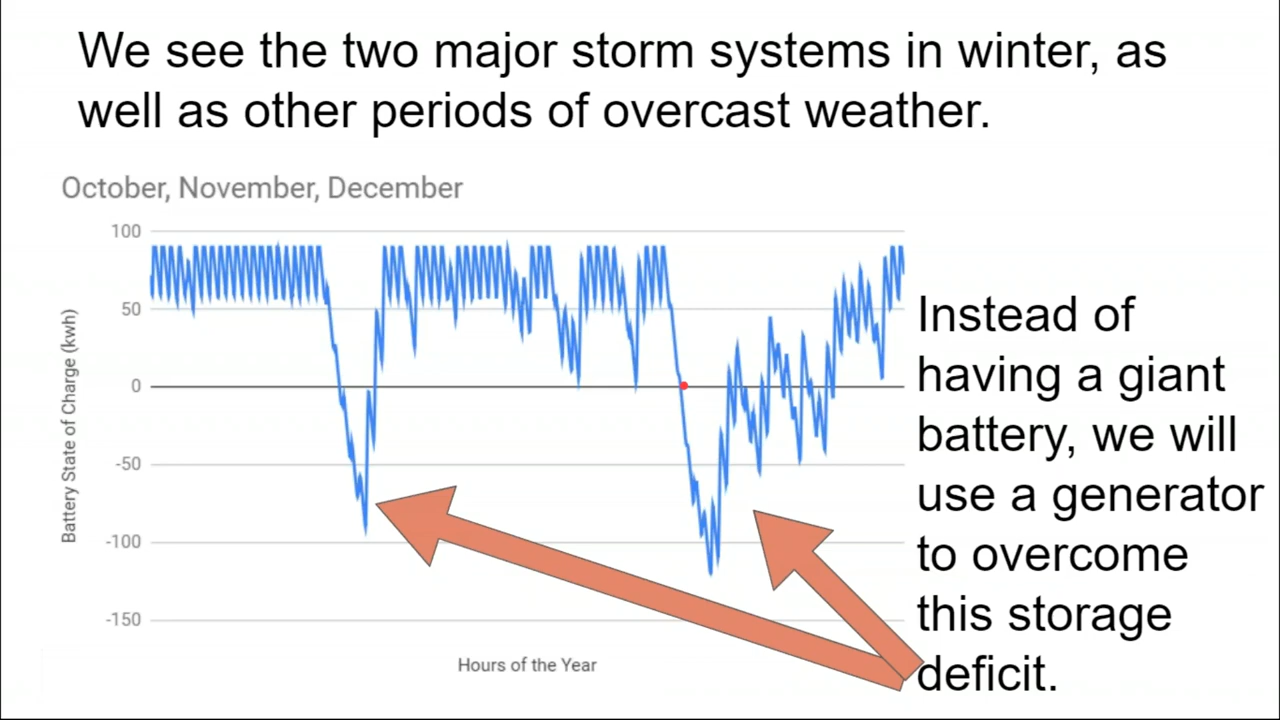 We see the two major storm systems in winter, as
well as other periods of overcast weather.
October, November, December
100
50
0
-50
-100
-150
Battery State of Charge (kwh)
Hours of the Year
Instead of
having a giant
battery, we will
use a generator
to overcome
this storage
deficit.